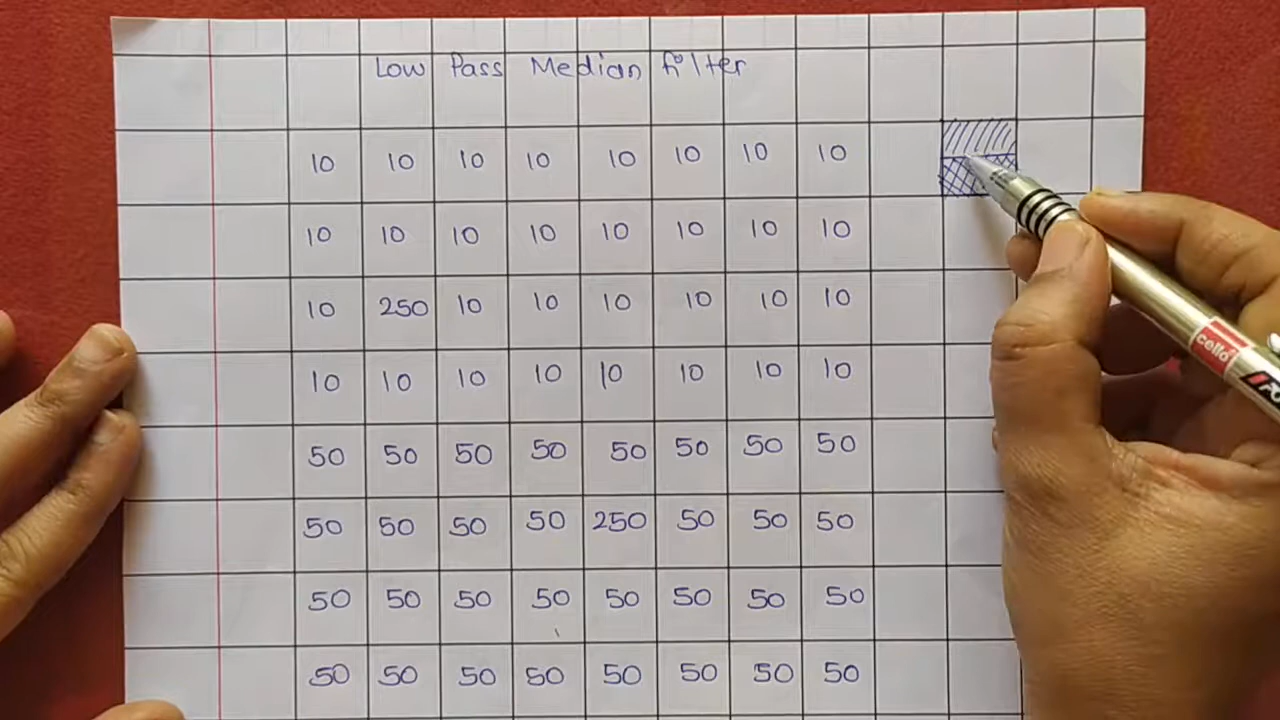 Low Pass Median filter
10 10 10 10 10 10 10 10
10 10 10 10 10 10 10 10
10 250 10 10 10 10 10 10
10 10 10 10 10 10 10 10
50 50 50 50 50 50 50 50
50 50 50 50 250 50 50 50
50 50 50 50 50 50 50 50
50 50 50 50 50 50 50 50
cello